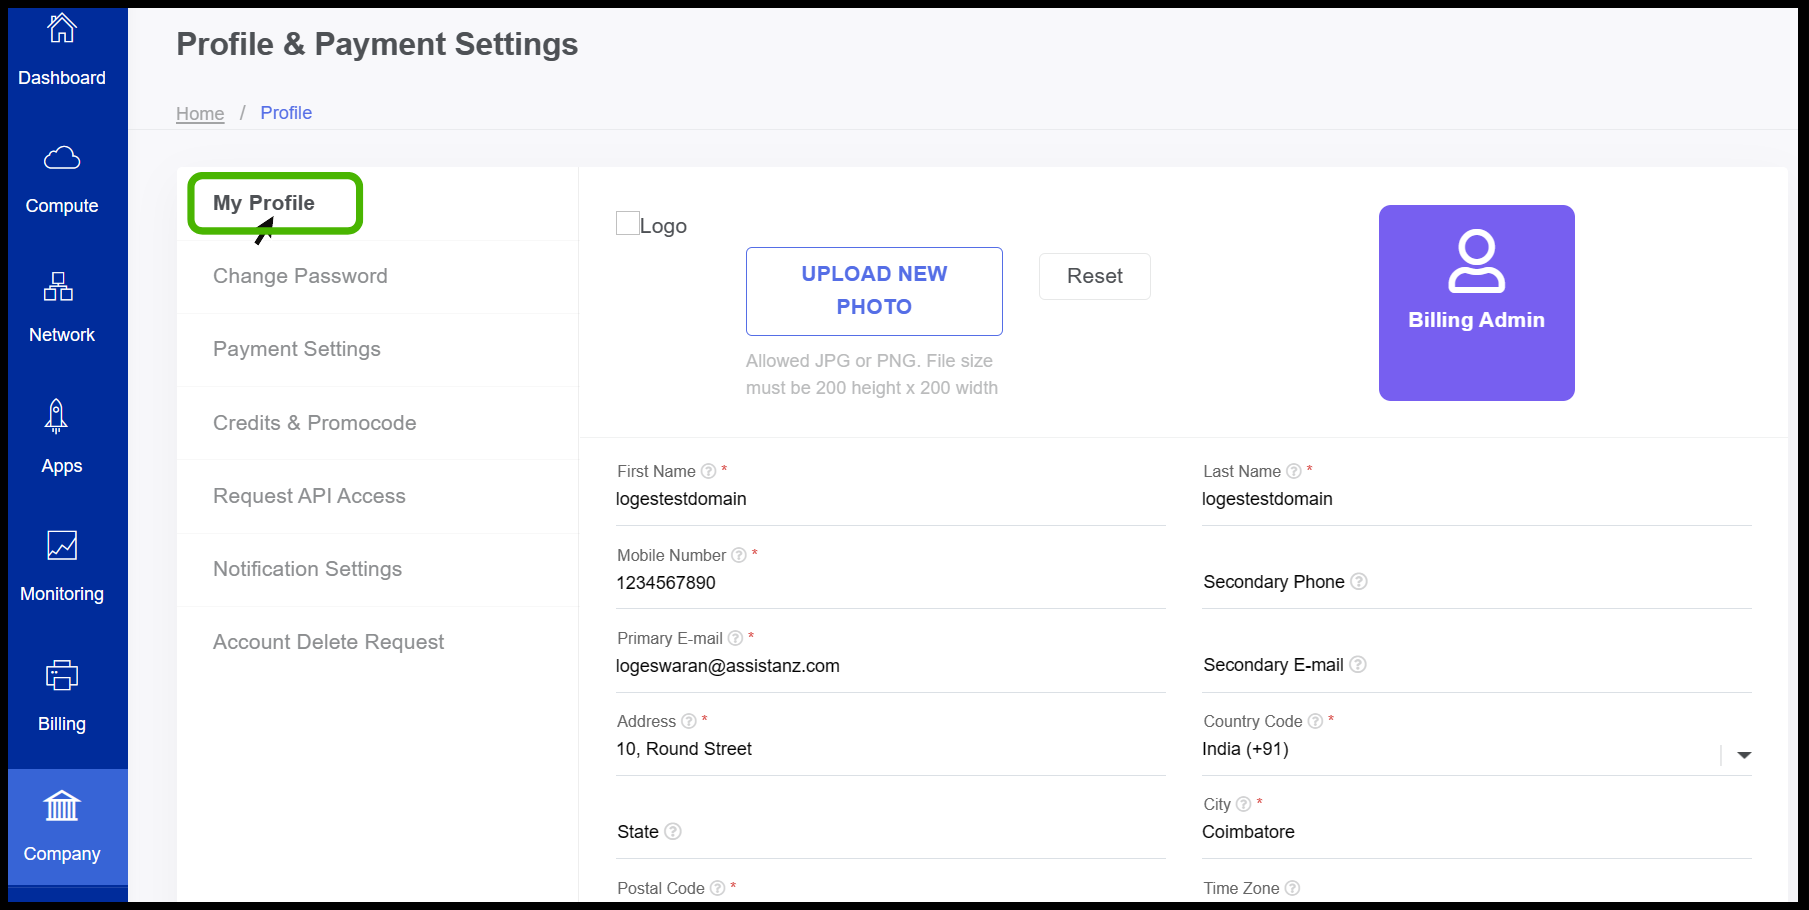 Profile & Payment Settings
Home / Profile
Dashboard
Compute
Network
Apps
Monitoring
Billing
Company
My Profile
Change Password
Payment Settings
Credits & Promocode
Request API Access
Notification Settings
Account Delete Request
Logo
UPLOAD NEW
PHOTO
Reset
Allowed JPG or PNG. File size
must be 200 height x 200 width
Billing Admin
First Name ? *
logestestdomain
Last Name ? *
logestestdomain
Mobile Number ? *
1234567890
Secondary Phone ?
Primary E-mail ? *
logeswaran@assistanz.com
Secondary E-mail ?
Address ? *
10, Round Street
Country Code ? *
India (+91)
State ?
City ? *
Coimbatore
Postal Code ? *
Time Zone ?